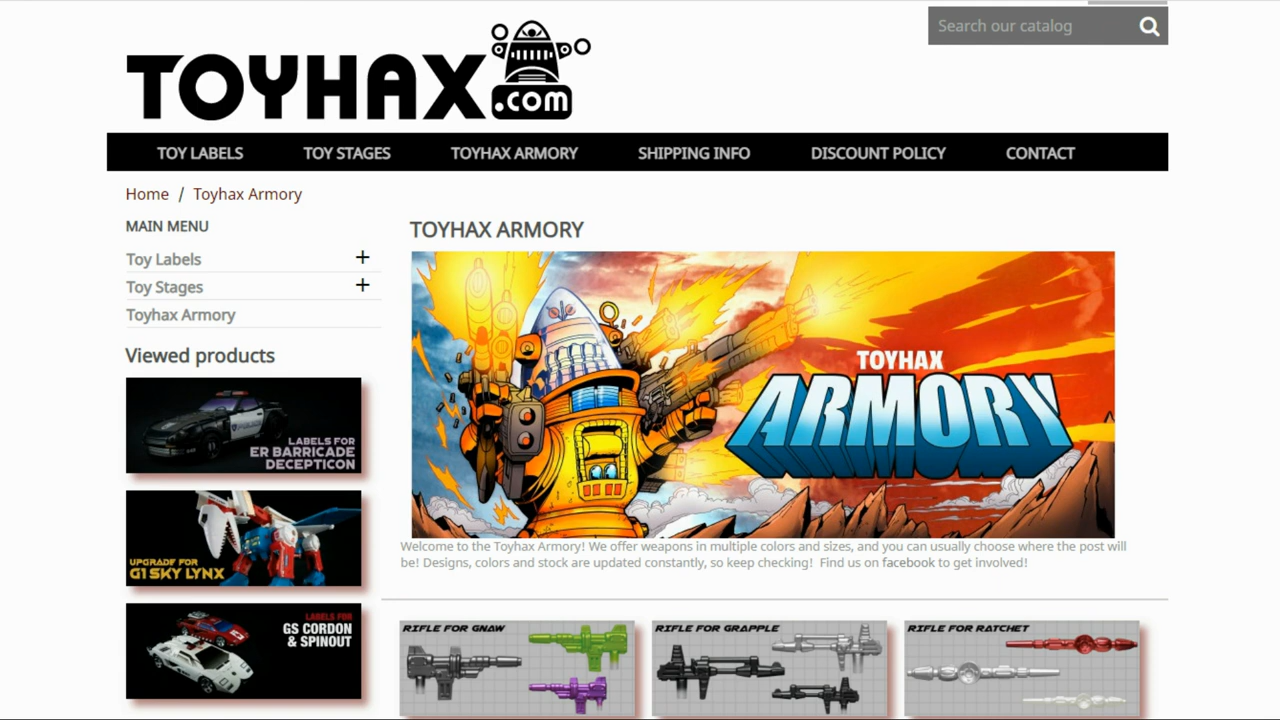 Search our catalog
TOYHAX
.com
TOY LABELS TOY STAGES TOYHAX ARMORY SHIPPING INFO DISCOUNT POLICY CONTACT
Home / Toyhax Armory
MAIN MENU
Toy Labels +
Toy Stages +
Toyhax Armory
Viewed products
LABELS FOR
ER BARRICADE
DECEPTICON
UPGRADE FOR
G1 SKY LYNX
LABELS FOR
GS CORDON
& SPINOUT
TOYHAX ARMORY
TOYHAX
ARMORY
Welcome to the Toyhax Armory! We offer weapons in multiple colors and sizes, and you can usually choose where the post will
be! Designs, colors and stock are updated constantly, so keep checking! Find us on facebook to get involved!
RIFLE FOR GNAW
RIFLE FOR GRAPPLE
RIFLE FOR RATCHET